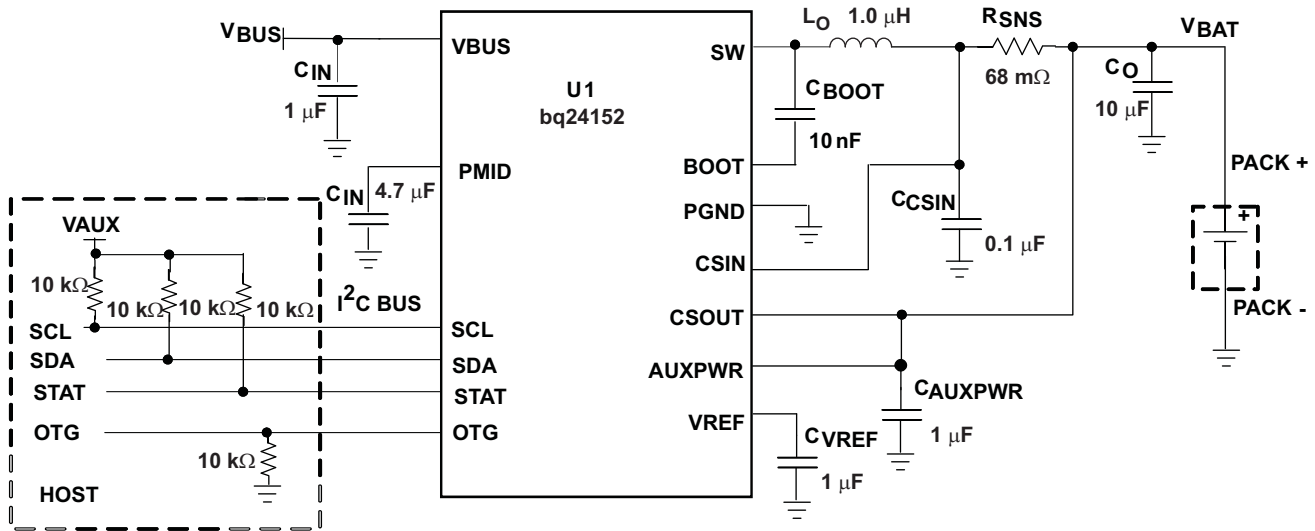 VBUS
CIN
1 μF
VBUS
U1
bq24152
SW
LO 1.0 μH
RSNS
68 mΩ
VBAT
CO
10 μF
CBOOT
10 nF
PMID
CIN 4.7 μF
BOOT
PGND
CCSIN
0.1 μF
CSIN
PACK +
+
PACK -
VAUX
10 kΩ
10 kΩ
10 kΩ
10 kΩ
I2C BUS
SCL
SCL
SDA
SDA
STAT
STAT
OTG
OTG
10 kΩ
HOST
CSOUT
AUXPWR
CAUXPWR
1 μF
VREF
CVREF
1 μF